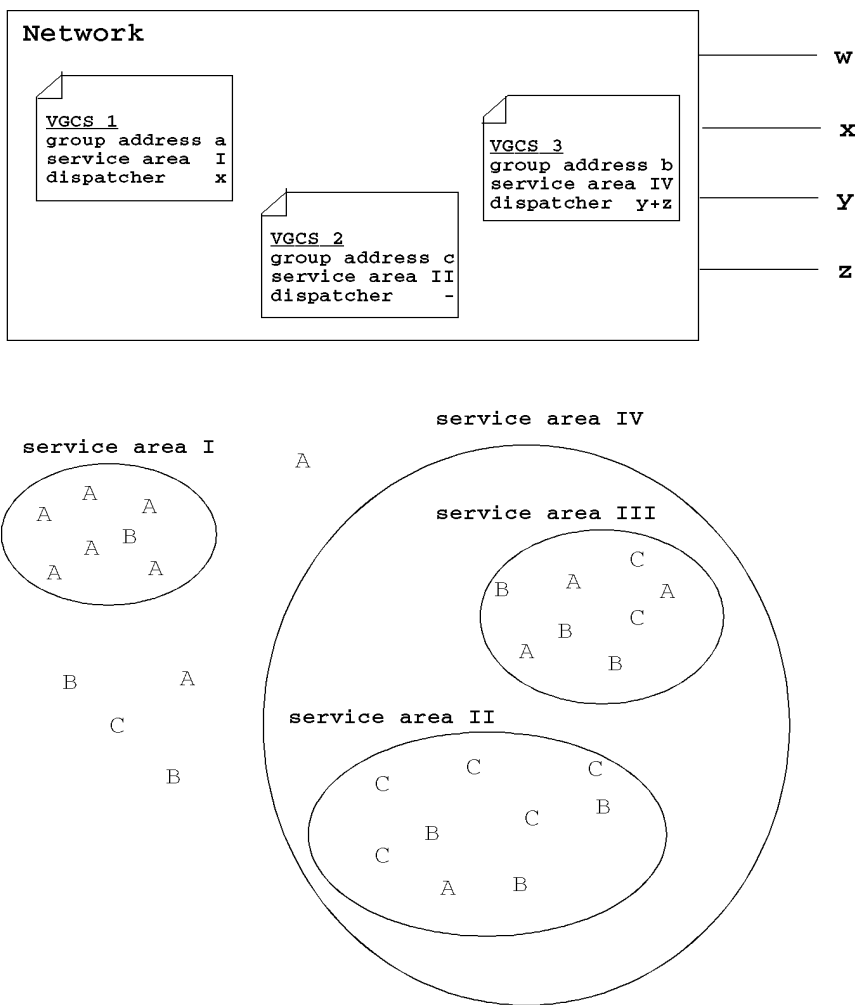 Network
w
x
y
z
VGCS 1
group address a
service area I
dispatcher x
VGCS 2
group address c
service area II
dispatcher -
VGCS 3
group address b
service area IV
dispatcher y+z
service area IV
service area I
A
A
A
A
A B
A
A
service area III
C
B
A
A
C
B
A
B
B
A
C
B
service area II
C
C
C
B
C
B
C
A
B